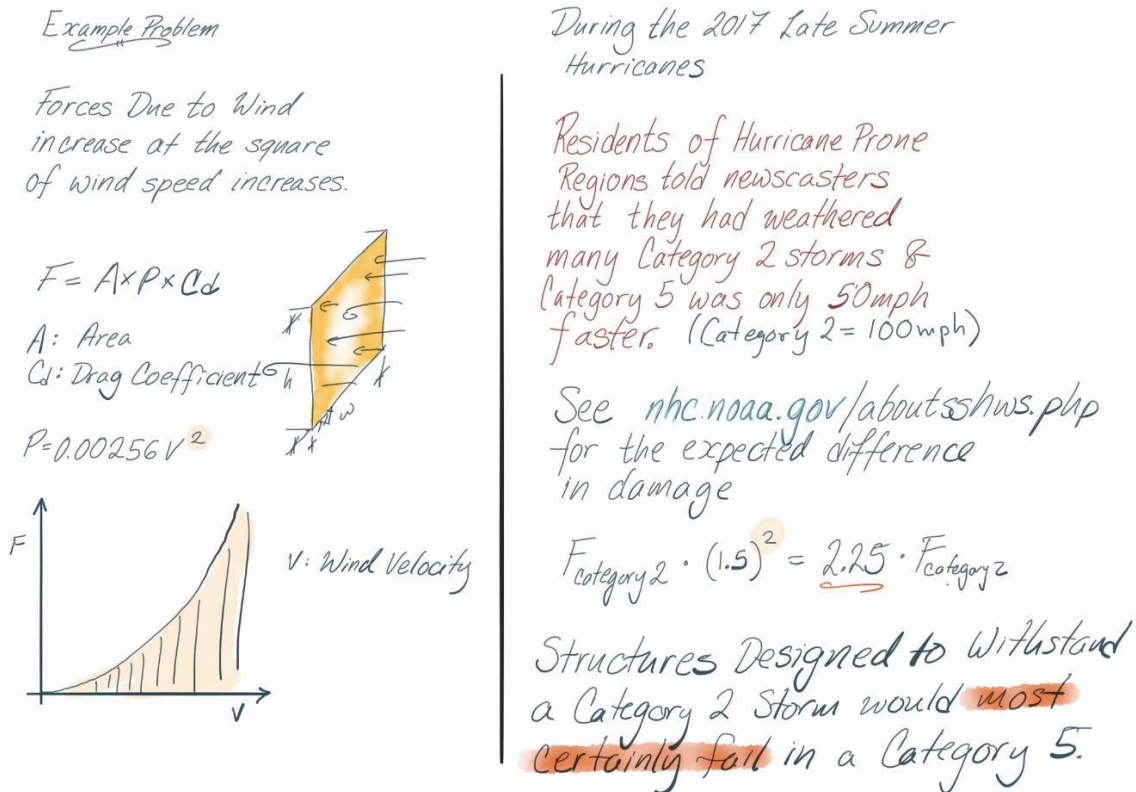 Example Problem
Forces Due to Wind
increase at the square
of wind speed increases.
F = A×P×Cd
A: Area
Cd: Drag Coefficient
h
w
P=0.00256V²
F
V: Wind Velocity
V
During the 2017 Late Summer
Hurricanes
Residents of Hurricane Prone
Regions told newscasters
that they had weathered
many Category 2 storms &
Category 5 was only 50mph
faster. (Category 2 = 100mph)
See nhc.noaa.gov/aboutsshws.php
for the expected difference
in damage
F category 2 · (1.5)² = 2.25 · F category 2
Structures Designed to Withstand
a Category 2 Storm would most
certainly fail in a Category 5.